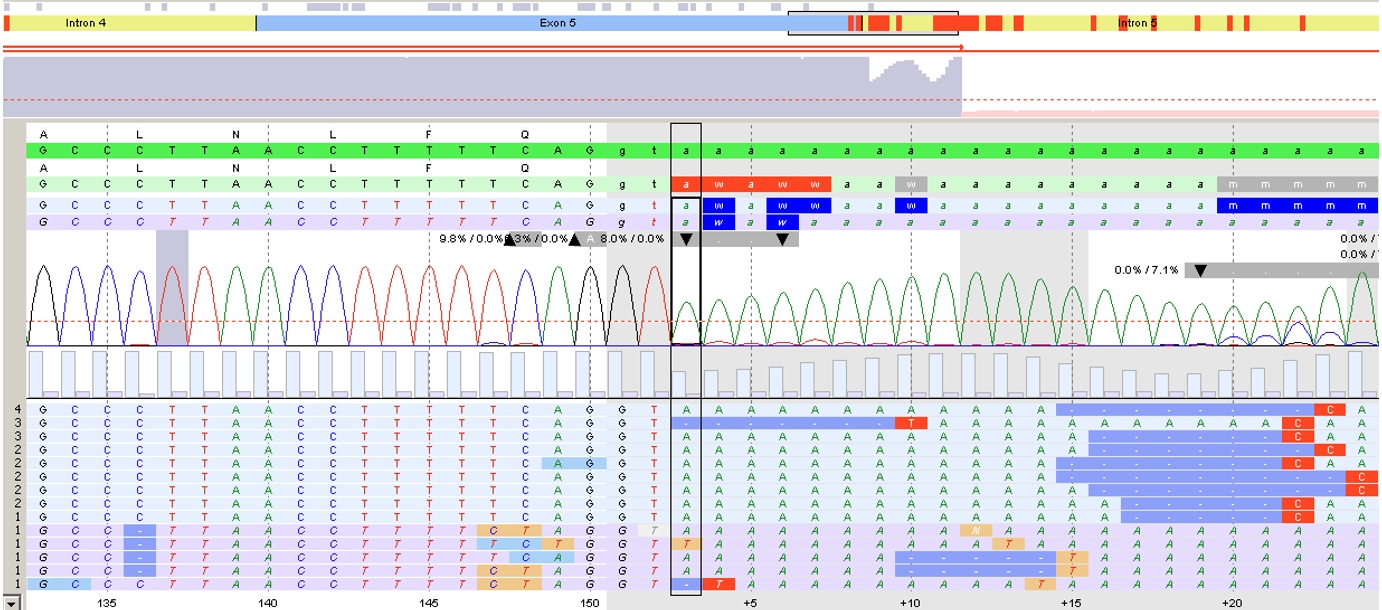 Intron 4 Exon 5 Intron 5
A L N L F Q
G C C C T T A A C C T T T T T C A G g t a a a a a a a a a a a a a a a a a a a a a a
A L N L F Q
G C C C T T A A C C T T T T T C A G g t a w a w w a a w a a a a a a a a a m m m m m
G C C C T T A A C C T T T T T C A G g t a w a w w a a w a a a a a a a a a m m m m m
G C C C T T A A C C T T T T T C A G g t a w a w a a a a a a a a a a a a a a a a a a
9.8% / 0.0% 3% / 0.0% A 8.0% / 0.0% 0.0% /
0.0% /
0.0% / 7.1%
4 G C C C T T A A C C T T T T T C A G G T A A A A A A A A A A A A - - - - - - - - C A
3 G C C C T T A A C C T T T T T C A G G T - - - - - - - T A A A A A A A A A A A C A A
3 G C C C T T A A C C T T T T T C A G G T A A A A A A A A A A A A A - - - - - - C A A
2 G C C C T T A A C C T T T T T C A G G T A A A A A A A A A A A A A - - - - - - - C A
2 G C C C T T A A C C T T T T T C A G G T A A A A A A A A A A A A - - - - - - - C A A
2 G C C C T T A A C C T T T T T C A G G T A A A A A A A A A A A A - - - - - - - - - C
2 G C C C T T A A C C T T T T T C A G G T A A A A A A A A A A A A A - - - - - - - - C
2 G C C C T T A A C C T T T T T C A G G T A A A A A A A A A A A A A A - - - - - C A A
1 G C C C T T A A C C T T T T T C A G G T A A A A A A A A A A A A A A - - - - - C A A
1 G C C - T T A A C C T T T T C T A G G T A A A A A A A A A N A A A A A A A A A A A A
1 G C C - T T A A C C T T T T T C T G G T T A A A A A A A A A T A A A A A A A A A A A
1 G C C - T T A A C C T T T T T C A G G T A A A A A A A - - - - - T A A A A A A A A A
1 G C C - T T A A C C T T T T C T A G G T A A A A A A A - - - - - T A A A A A A A A A
1 G C C C T T A A C C T T T T C T A G G T - T A A A A A A A A A T A A A A A A A A A A
135 140 145 150 +5 +10 +15 +20